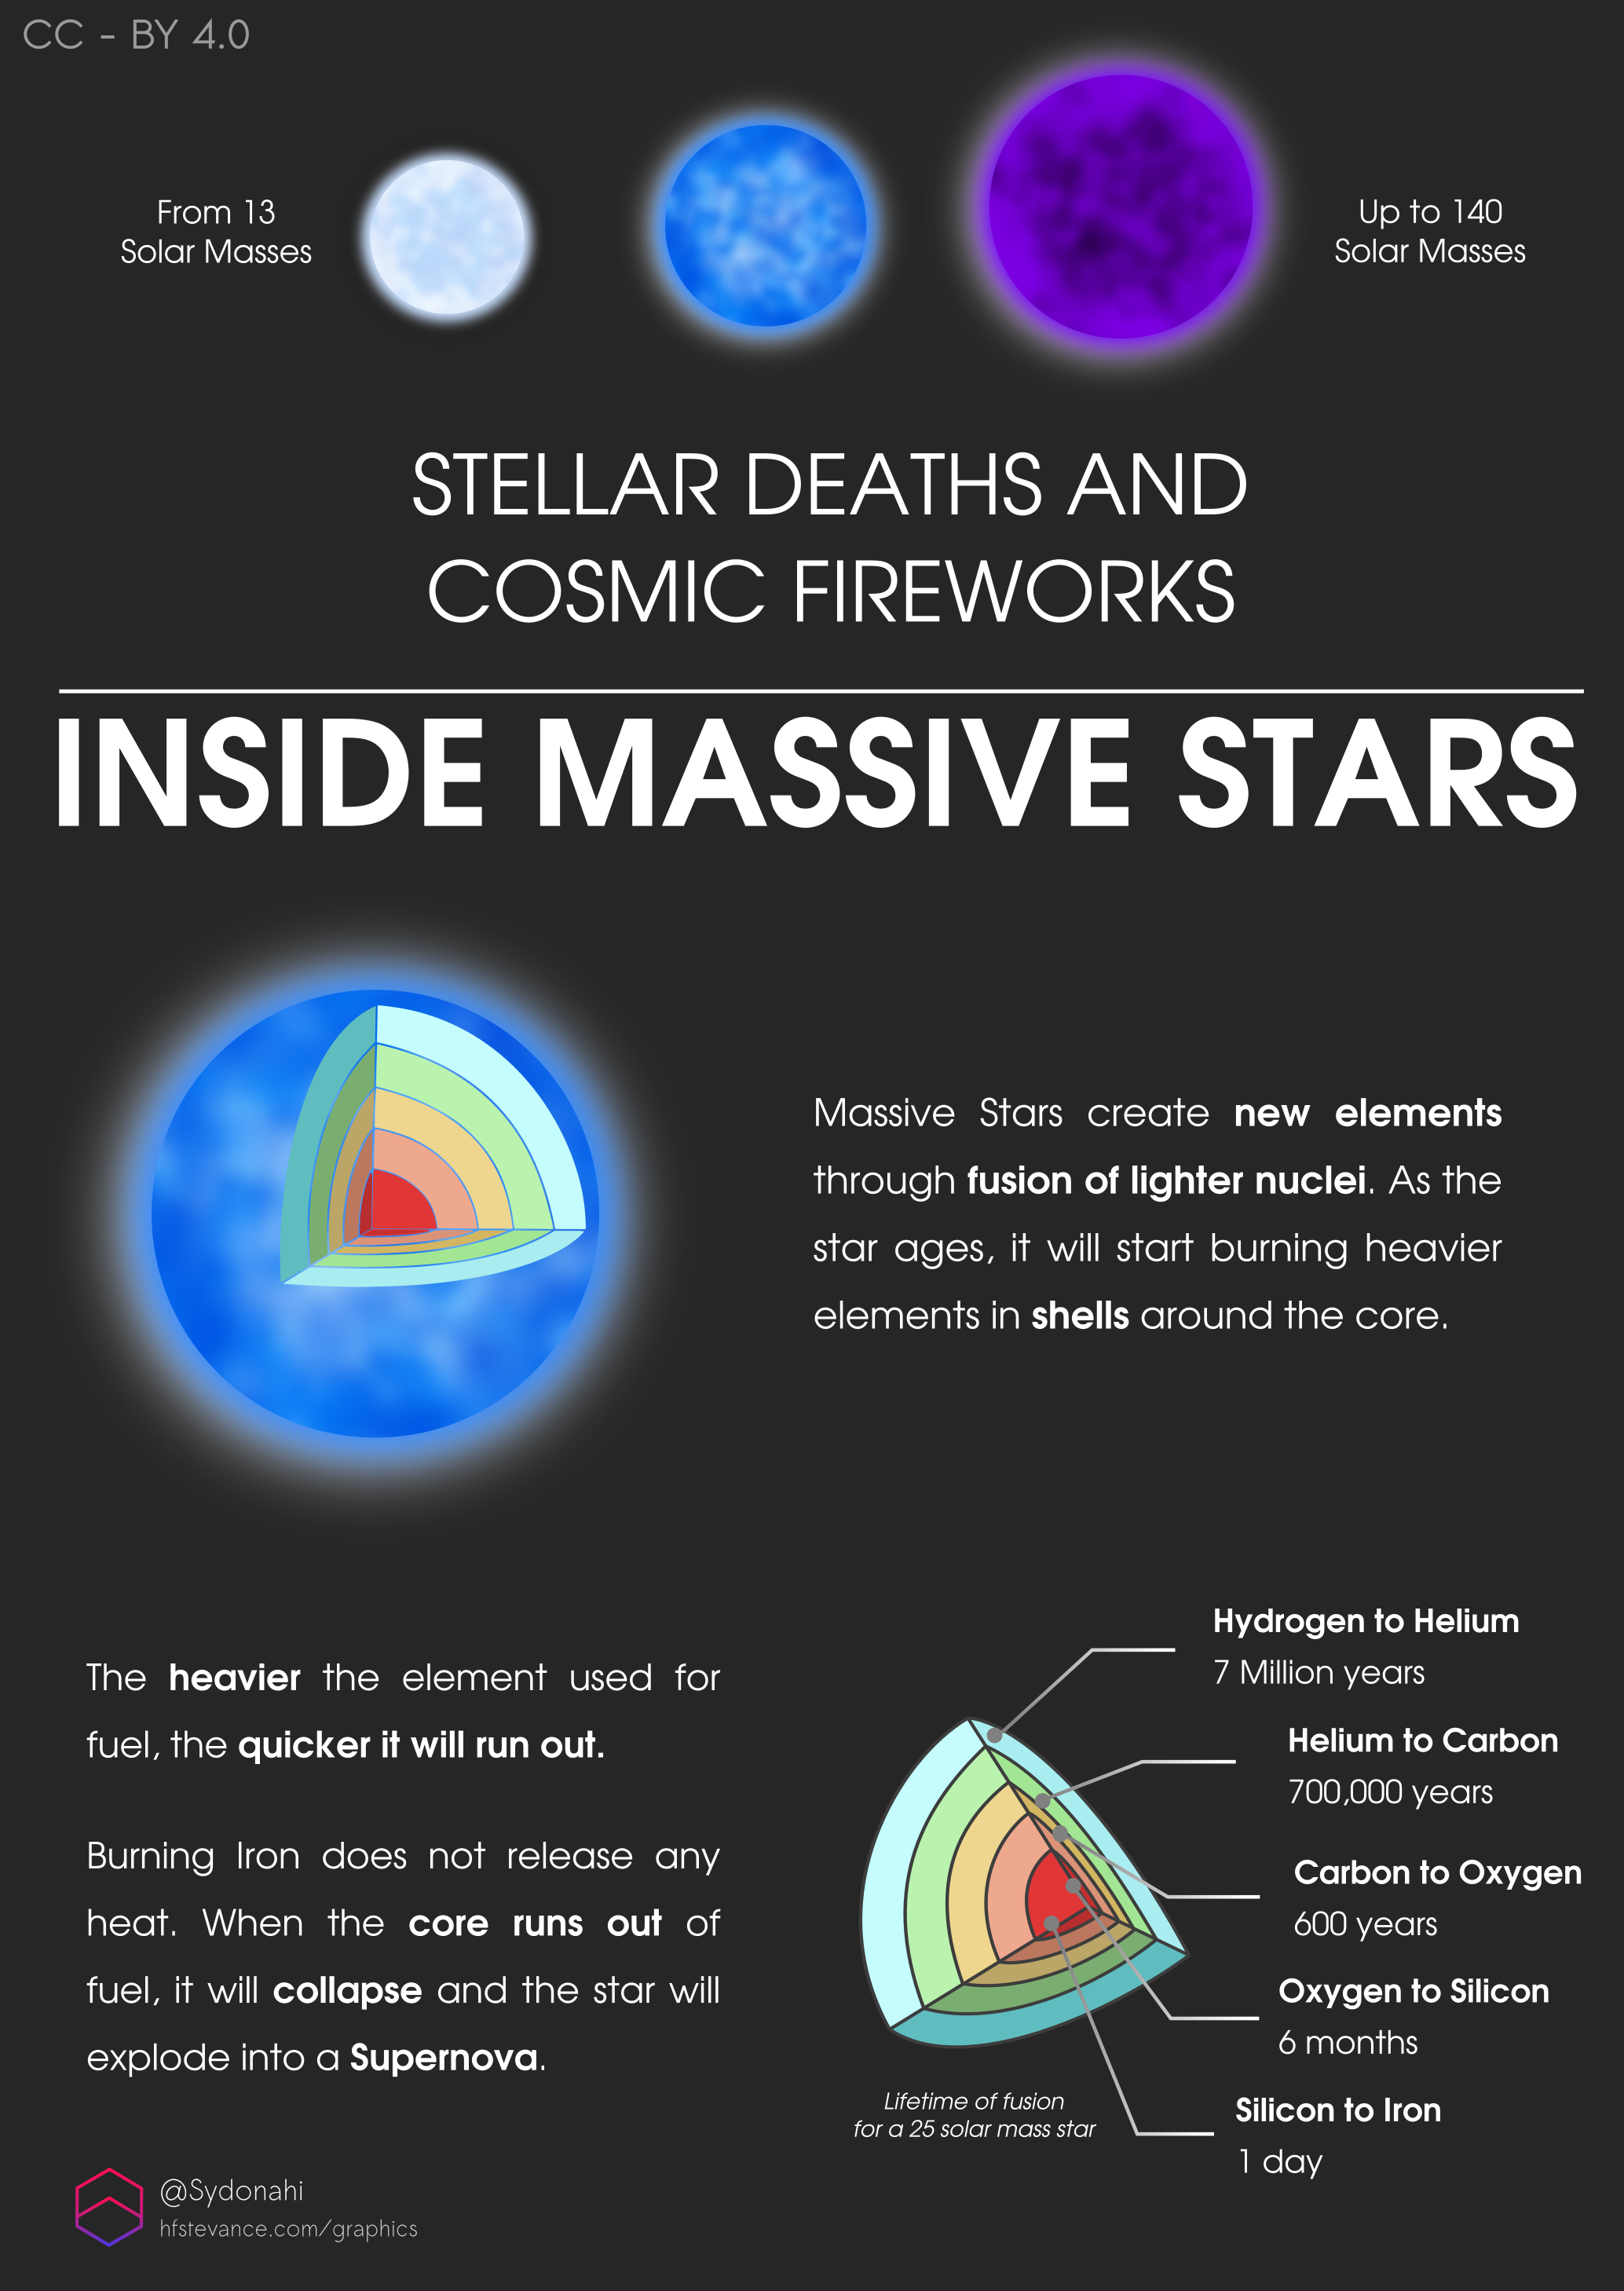 CC - BY 4.0
From 13
Solar Masses
Up to 140
Solar Masses
STELLAR DEATHS AND
COSMIC FIREWORKS
INSIDE MASSIVE STARS
Massive Stars create new elements
through fusion of lighter nuclei. As the
star ages, it will start burning heavier
elements in shells around the core.
The heavier the element used for
fuel, the quicker it will run out.
Burning Iron does not release any
heat. When the core runs out of
fuel, it will collapse and the star will
explode into a Supernova.
Hydrogen to Helium
7 Million years
Helium to Carbon
700,000 years
Carbon to Oxygen
600 years
Oxygen to Silicon
6 months
Silicon to Iron
1 day
Lifetime of fusion
for a 25 solar mass star
@Sydonahi
hfstevance.com/graphics